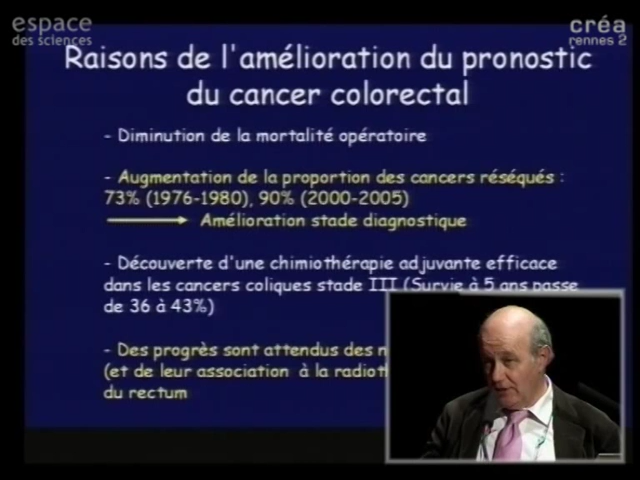 espace
des sciences
créa
rennes 2
Raisons de l'amélioration du pronostic
du cancer colorectal
- Diminution de la mortalité opératoire
- Augmentation de la proportion des cancers réséqués :
73% (1976-1980), 90% (2000-2005)
Amélioration stade diagnostique
- Découverte d'une chimiothérapie adjuvante efficace
dans les cancers coliques stade III (Survie à 5 ans passe
de 36 à 43%)
- Des progrès sont attendus des
(et de leur association à la
du rectum